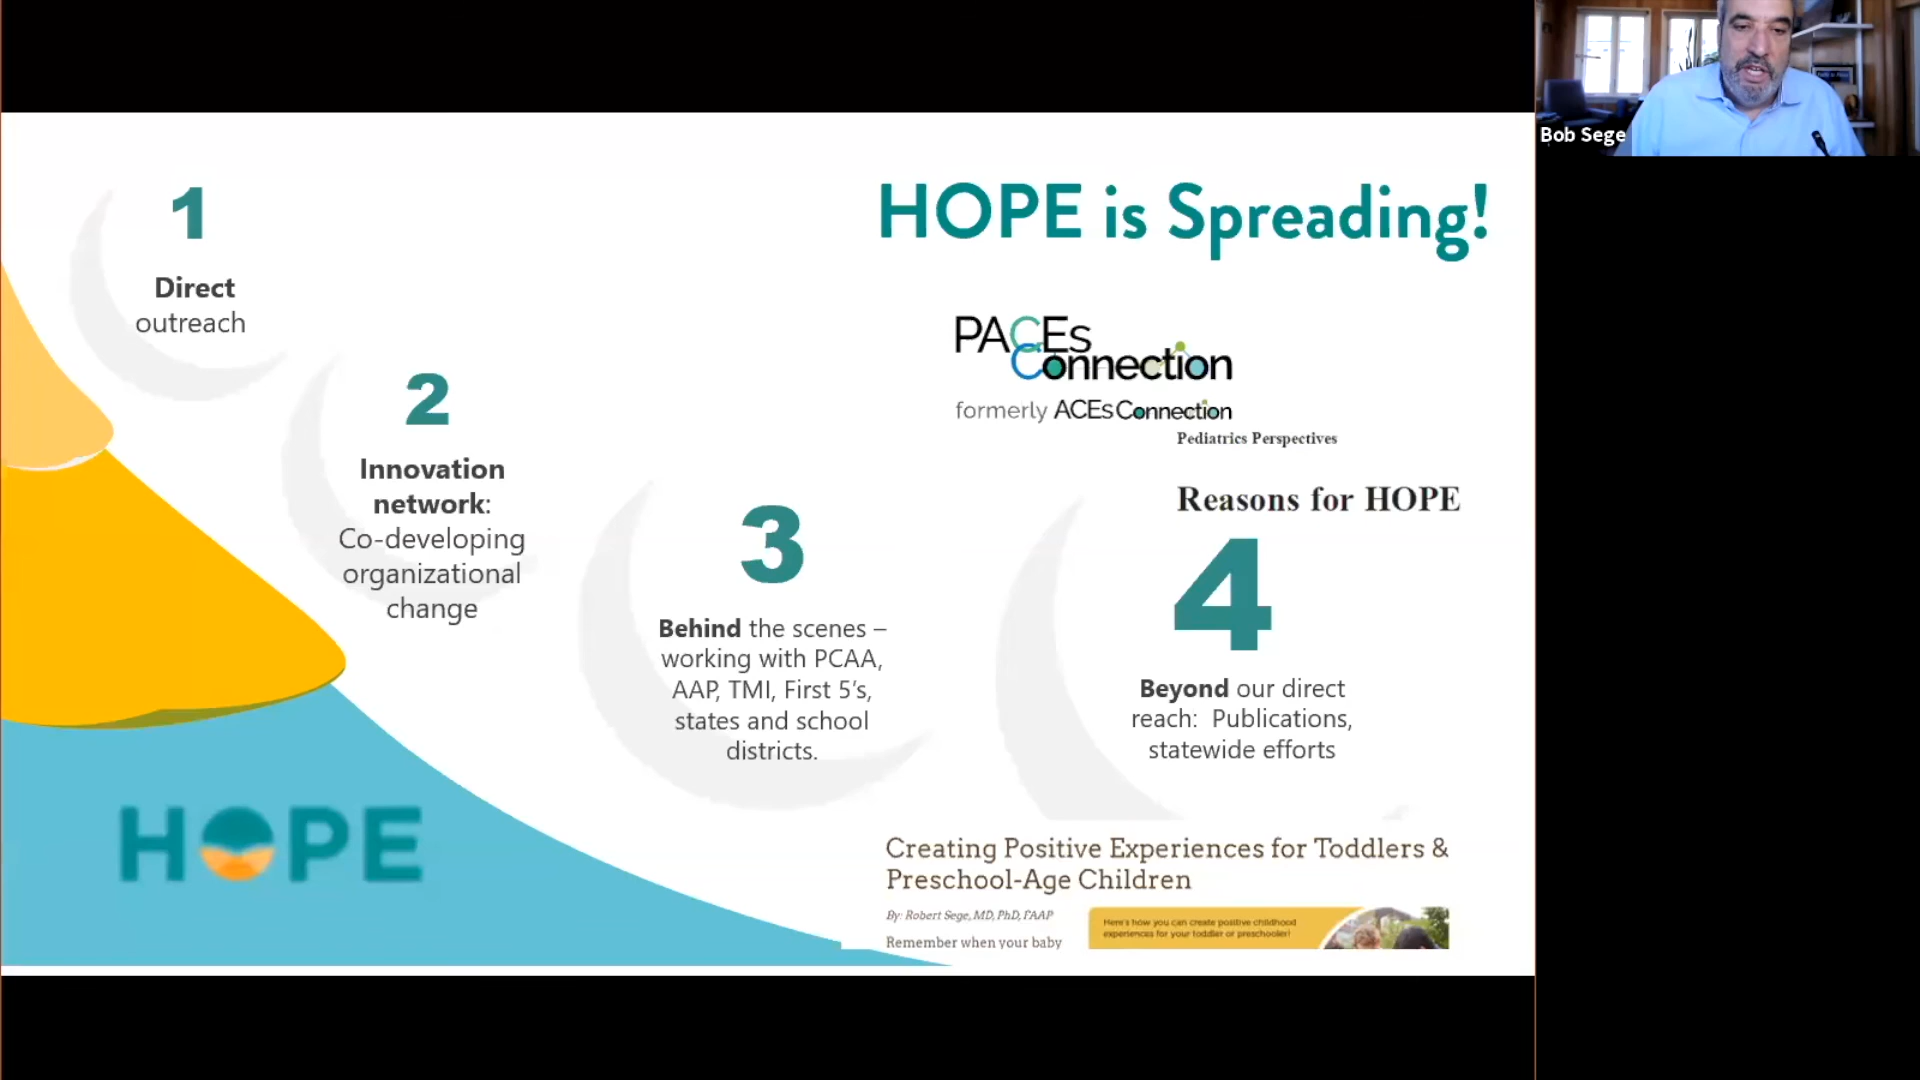 Bob Sege
HOPE is Spreading!
1
Direct
outreach
2
Innovation
network:
Co-developing
organizational
change
3
Behind the scenes –
working with PCAA,
AAP, TMI, First 5's,
states and school
districts.
PACEs
Connection
formerly ACEs Connection
Pediatrics Perspectives
Reasons for HOPE
4
Beyond our direct
reach: Publications,
statewide efforts
HOPE
Creating Positive Experiences for Toddlers &
Preschool-Age Children
By: Robert Sege, MD, PhD, FAAP
Remember when your baby
Here's how you can create positive childhood
experiences for your toddler or preschooler!